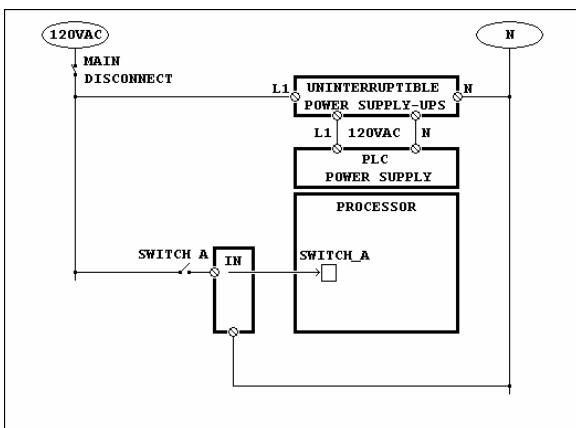 120VAC
N
MAIN
DISCONNECT
L1
UNINTERRUPTIBLE
POWER SUPPLY-UPS
N
L1
120VAC
N
PLC
POWER SUPPLY
PROCESSOR
SWITCH A
IN
SWITCH_A